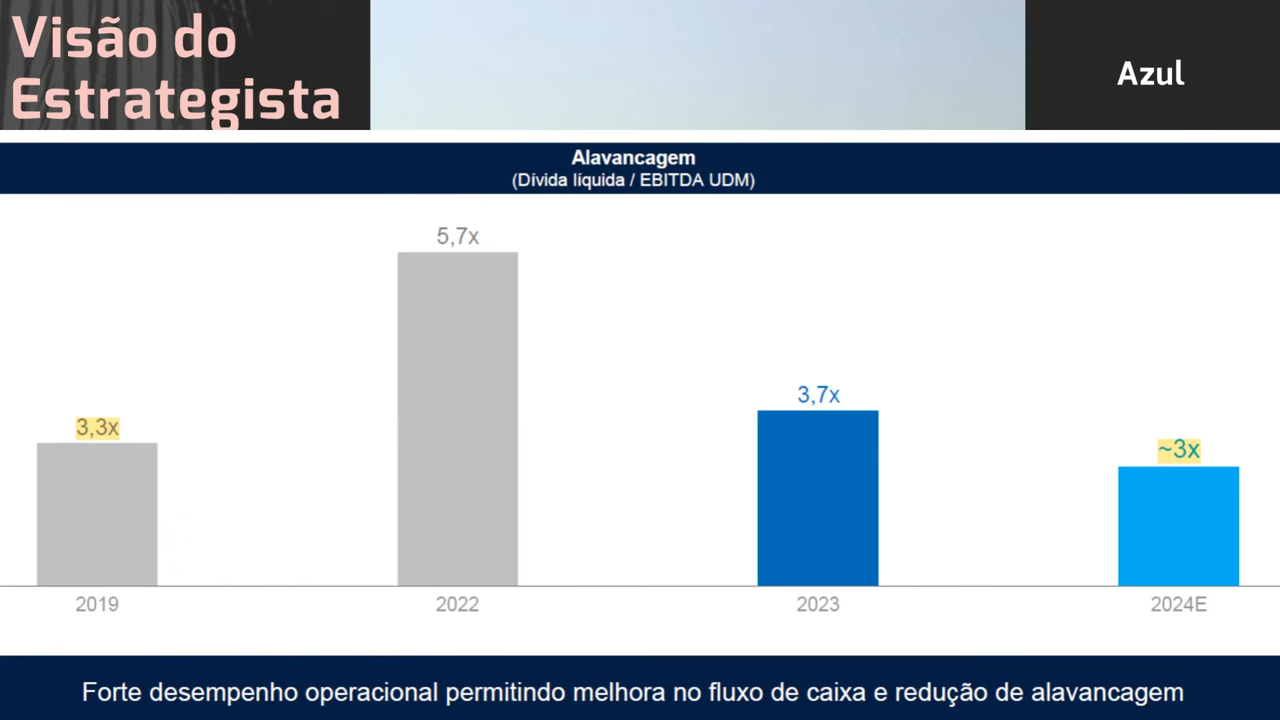 Visão do
Estrategista
Azul
Alavancagem
(Dívida líquida / EBITDA UDM)
5,7x
3,7x
3,3x
~3x
2019
2022
2023
2024E
Forte desempenho operacional permitindo melhora no fluxo de caixa e redução de alavancagem